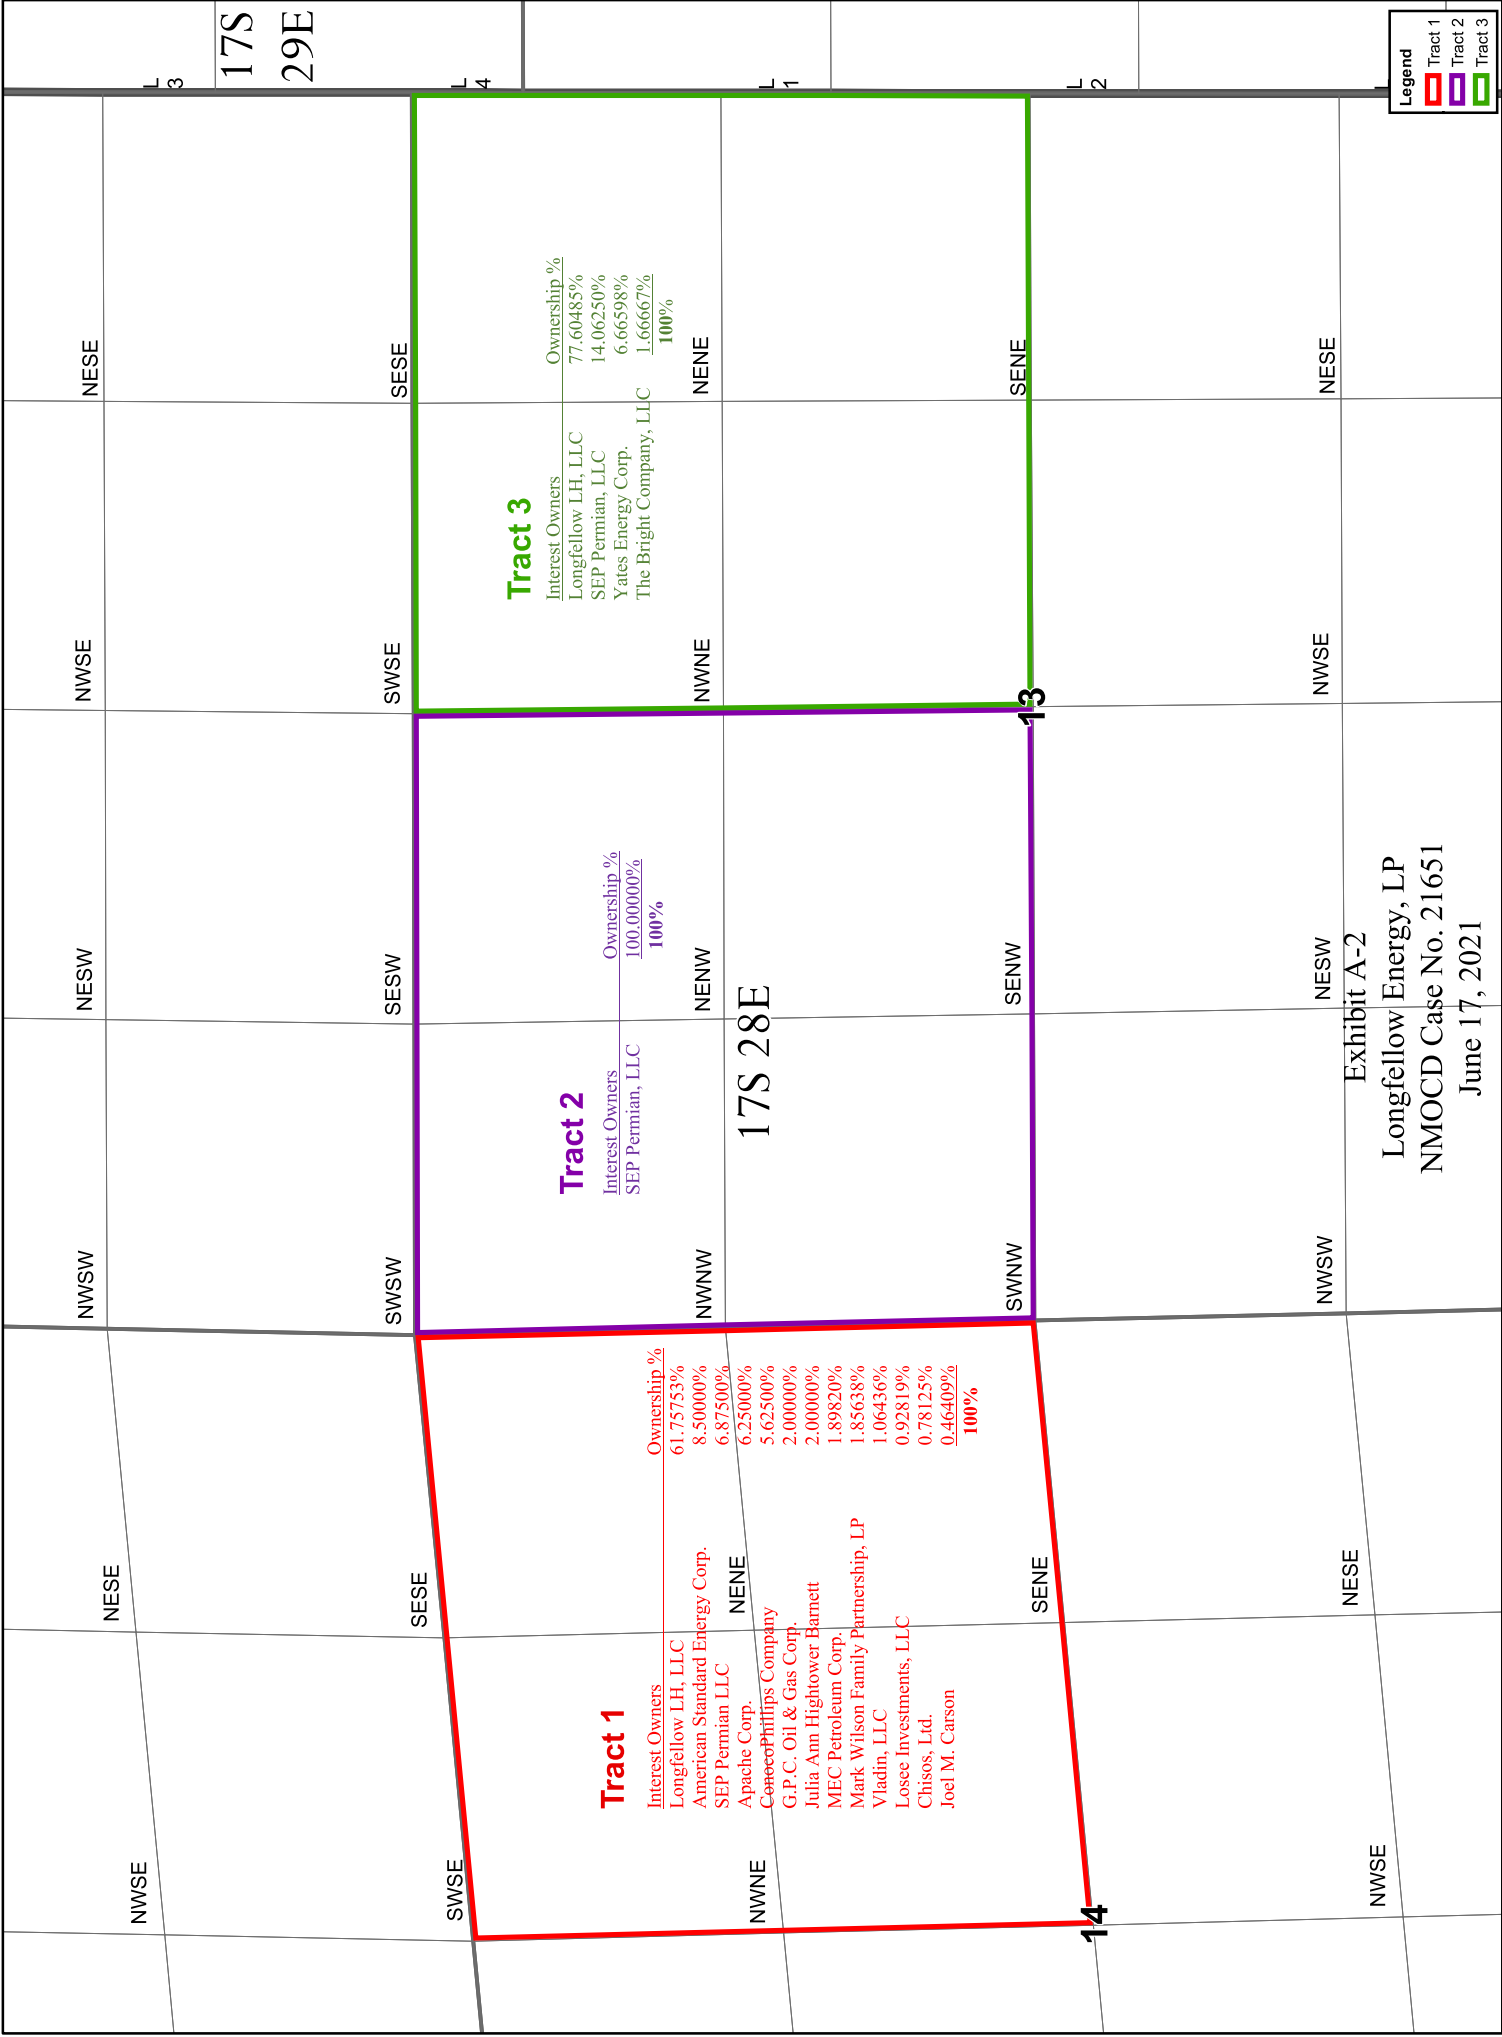 NWSE
NESE
NWSW
NESW
NWSE
NESE
L
3
17S
29E
SWSE
SESE
SWSW
SESW
SWSE
SESE
L
4
Tract 1
Interest Owners Ownership %
Longfellow LH, LLC 61.75753%
American Standard Energy Corp. 8.50000%
SEP Permian LLC 6.87500%
Apache Corp. 6.25000%
ConocoPhillips Company 5.62500%
G.P.C. Oil & Gas Corp. 2.00000%
Julia Ann Hightower Barnett 2.00000%
MEC Petroleum Corp. 1.89820%
Mark Wilson Family Partnership, LP 1.85638%
Vladin, LLC 1.06436%
Losee Investments, LLC 0.92819%
Chisos, Ltd. 0.78125%
Joel M. Carson 0.46409%
100%
Tract 2
Interest Owners Ownership %
SEP Permian, LLC 100.00000%
100%
Tract 3
Interest Owners Ownership %
Longfellow LH, LLC 77.60485%
SEP Permian, LLC 14.06250%
Yates Energy Corp. 6.66598%
The Bright Company, LLC 1.66667%
100%
NWNE
NENE
NWNW
NENW
NWNE
NENE
L
1
17S 28E
SENE
SWNW
SENW
SENE
L
2
14
13
NWSE
NESE
NWSW
NESW
NWSE
NESE
L
Exhibit A-2
Longfellow Energy, LP
NMOCD Case No. 21651
June 17, 2021
Legend
Tract 1
Tract 2
Tract 3